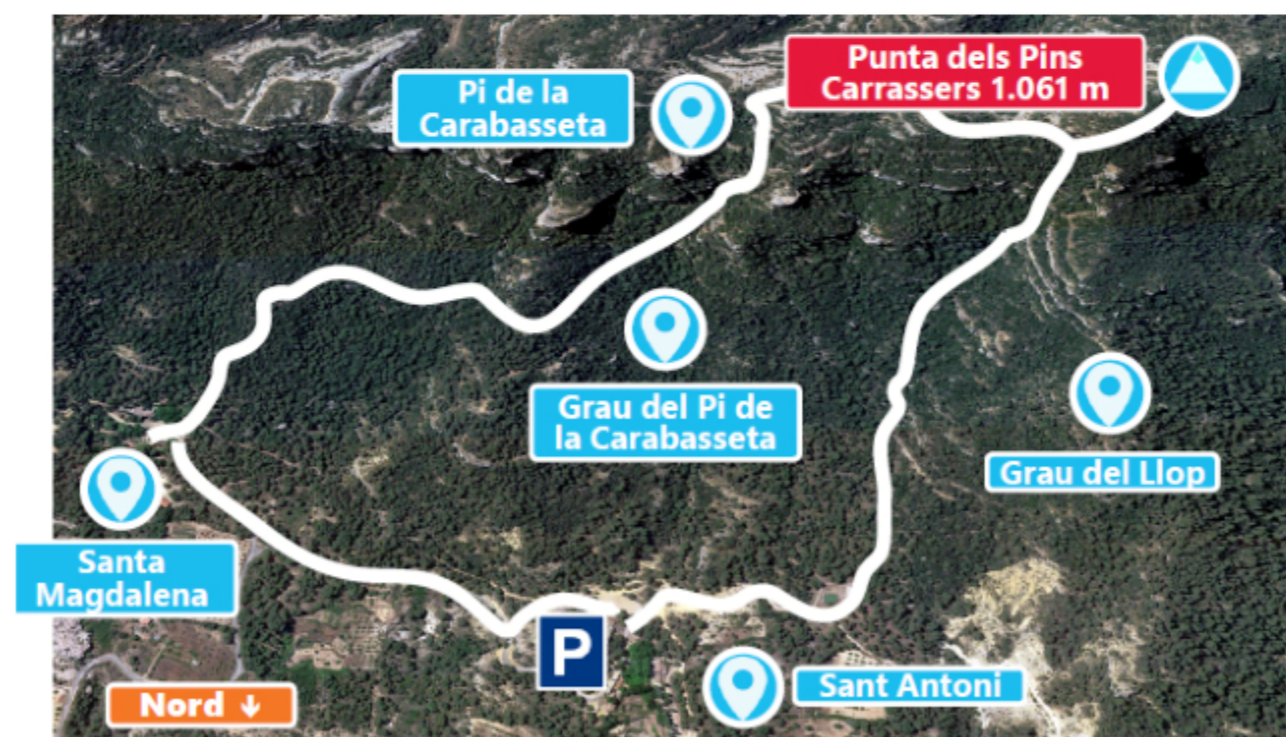 Punta dels Pins
Carrassers 1.061 m
Pi de la
Carabasseta
Grau del Pi de
la Carabasseta
Grau del Llop
Santa
Magdalena
P
Sant Antoni
Nord ↓